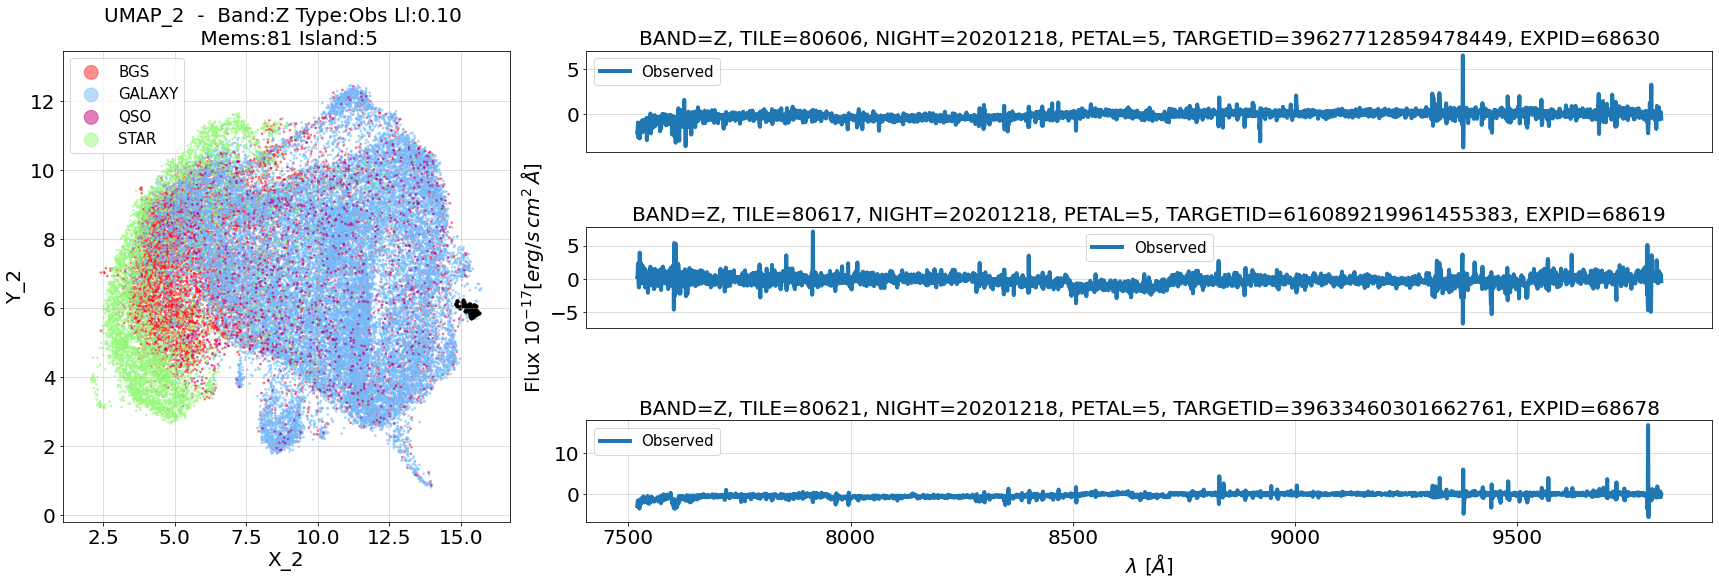 UMAP_2 - Band:Z Type:Obs Ll:0.10
Mems:81 Island:5
BGS
GALAXY
QSO
STAR
12
10
8
6
4
2
0
Y_2
2.5 5.0 7.5 10.0 12.5 15.0
X_2
Flux 10⁻¹⁷[erg/s cm² Å]
BAND=Z, TILE=80606, NIGHT=20201218, PETAL=5, TARGETID=39627712859478449, EXPID=68630
Observed
5
0
BAND=Z, TILE=80617, NIGHT=20201218, PETAL=5, TARGETID=616089219961455383, EXPID=68619
Observed
5
0
−5
BAND=Z, TILE=80621, NIGHT=20201218, PETAL=5, TARGETID=39633460301662761, EXPID=68678
Observed
10
0
7500 8000 8500 9000 9500
λ [Å]